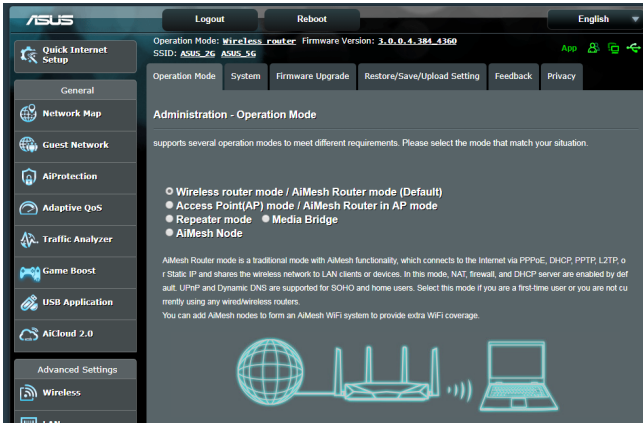 ASUS
Logout
Reboot
English
Quick Internet
Setup
Operation Mode: Wireless router Firmware Version: 3.0.0.4.384_4360
SSID: ASUS_2G ASUS_5G
App
Operation Mode
System
Firmware Upgrade
Restore/Save/Upload Setting
Feedback
Privacy
General
Network Map
Guest Network
AiProtection
Adaptive QoS
Traffic Analyzer
Game Boost
USB Application
AiCloud 2.0
Advanced Settings
Wireless
LAN
Administration - Operation Mode
supports several operation modes to meet different requirements. Please select the mode that match your situation.
Wireless router mode / AiMesh Router mode (Default)
Access Point(AP) mode / AiMesh Router in AP mode
Repeater mode Media Bridge
AiMesh Node
AiMesh Router mode is a traditional mode with AiMesh functionality, which connects to the Internet via PPPoE, DHCP, PPTP, L2TP, o
r Static IP and shares the wireless network to LAN clients or devices. In this mode, NAT, firewall, and DHCP server are enabled by def
ault. UPnP and Dynamic DNS are supported for SOHO and home users. Select this mode if you are a first-time user or you are not cu
rrently using any wired/wireless routers.
You can add AiMesh nodes to form an AiMesh WiFi system to provide extra WiFi coverage.